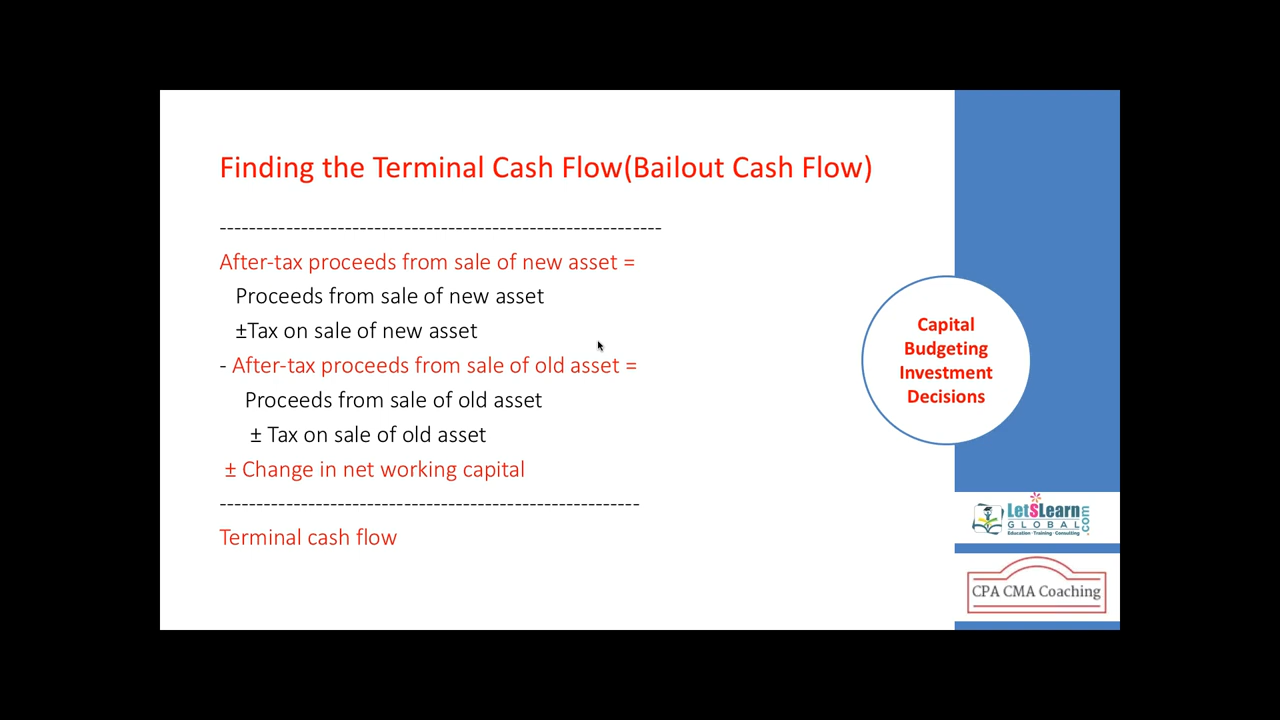 Finding the Terminal Cash Flow(Bailout Cash Flow)
------------------------------------------------------------
After-tax proceeds from sale of new asset =
Proceeds from sale of new asset
±Tax on sale of new asset
- After-tax proceeds from sale of old asset =
Proceeds from sale of old asset
± Tax on sale of old asset
± Change in net working capital
---------------------------------------------------------
Terminal cash flow
Capital
Budgeting
Investment
Decisions
LetSLearn
GLOBAL
.com
Education · Training · Consulting
CPA CMA Coaching